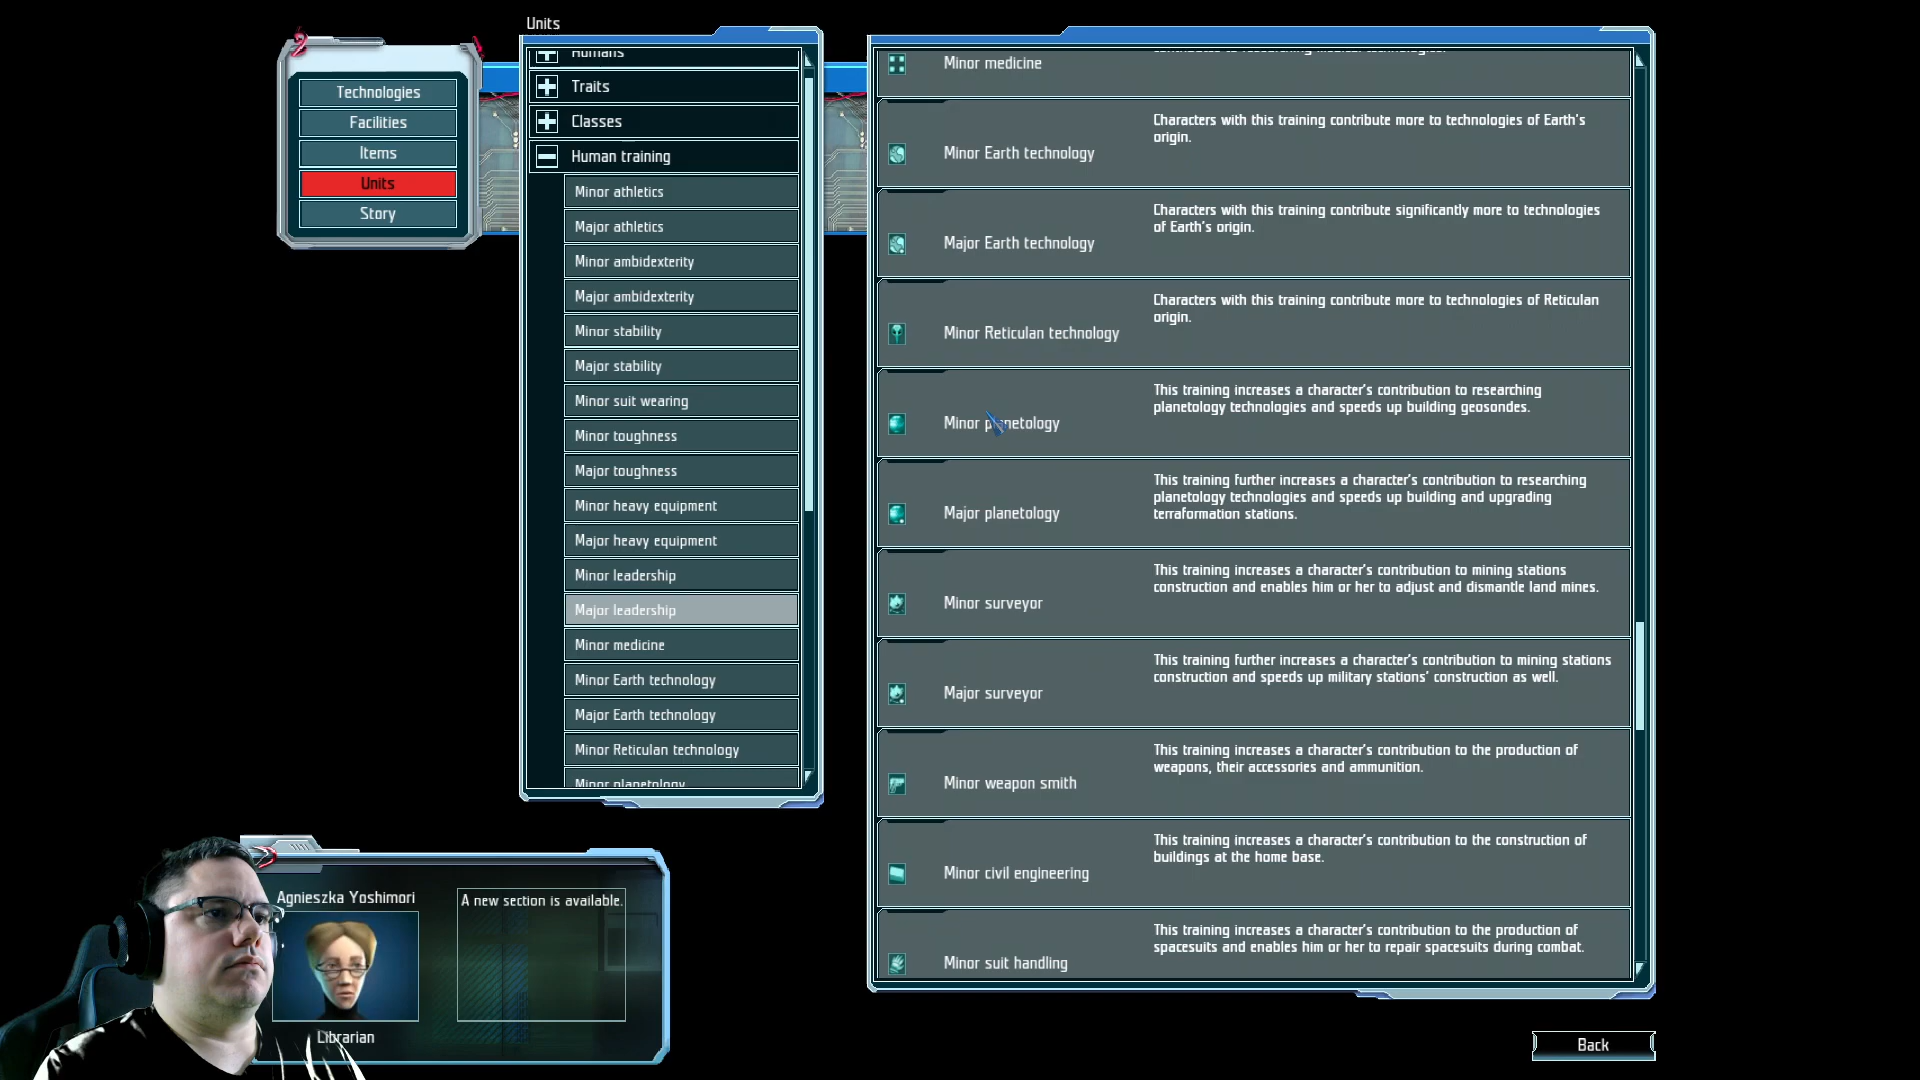 Units
Technologies
Facilities
Items
Units
Story
Humans
Traits
Classes
Human training
Minor athletics
Major athletics
Minor ambidexterity
Major ambidexterity
Minor stability
Major stability
Minor suit wearing
Minor toughness
Major toughness
Minor heavy equipment
Major heavy equipment
Minor leadership
Major leadership
Minor medicine
Minor Earth technology
Major Earth technology
Minor Reticulan technology
Minor planetology
contributed to researching medical technologies.
Minor medicine
Characters with this training contribute more to technologies of Earth's
origin.
Minor Earth technology
Characters with this training contribute significantly more to technologies
of Earth's origin.
Major Earth technology
Characters with this training contribute more to technologies of Reticulan
origin.
Minor Reticulan technology
This training increases a character's contribution to researching
planetology technologies and speeds up building geosondes.
Minor planetology
This training further increases a character's contribution to researching
planetology technologies and speeds up building and upgrading
terraformation stations.
Major planetology
This training increases a character's contribution to mining stations
construction and enables him or her to adjust and dismantle land mines.
Minor surveyor
This training further increases a character's contribution to mining stations
construction and speeds up military stations' construction as well.
Major surveyor
This training increases a character's contribution to the production of
weapons, their accessories and ammunition.
Minor weapon smith
This training increases a character's contribution to the construction of
buildings at the home base.
Minor civil engineering
This training increases a character's contribution to the production of
spacesuits and enables him or her to repair spacesuits during combat.
Minor suit handling
Agnieszka Yoshimori
A new section is available.
Librarian
Back